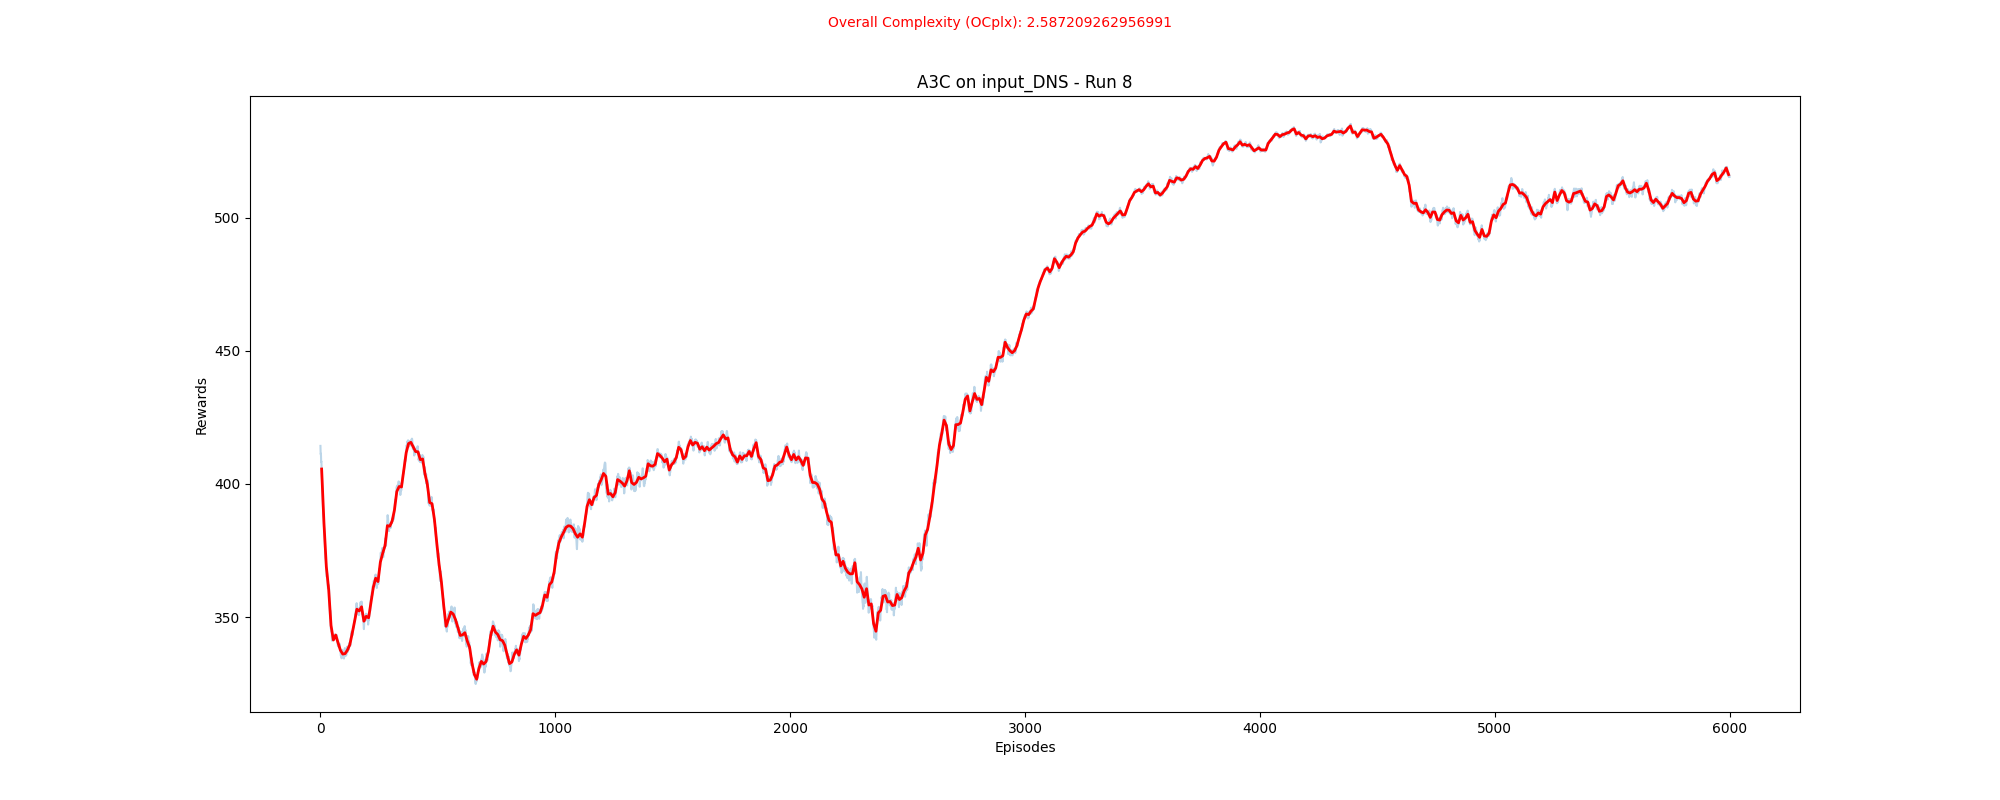 Overall Complexity (OCplx): 2.587209262956991
A3C on input_DNS - Run 8
Rewards
500
450
400
350
0 1000 2000 3000 4000 5000 6000
Episodes